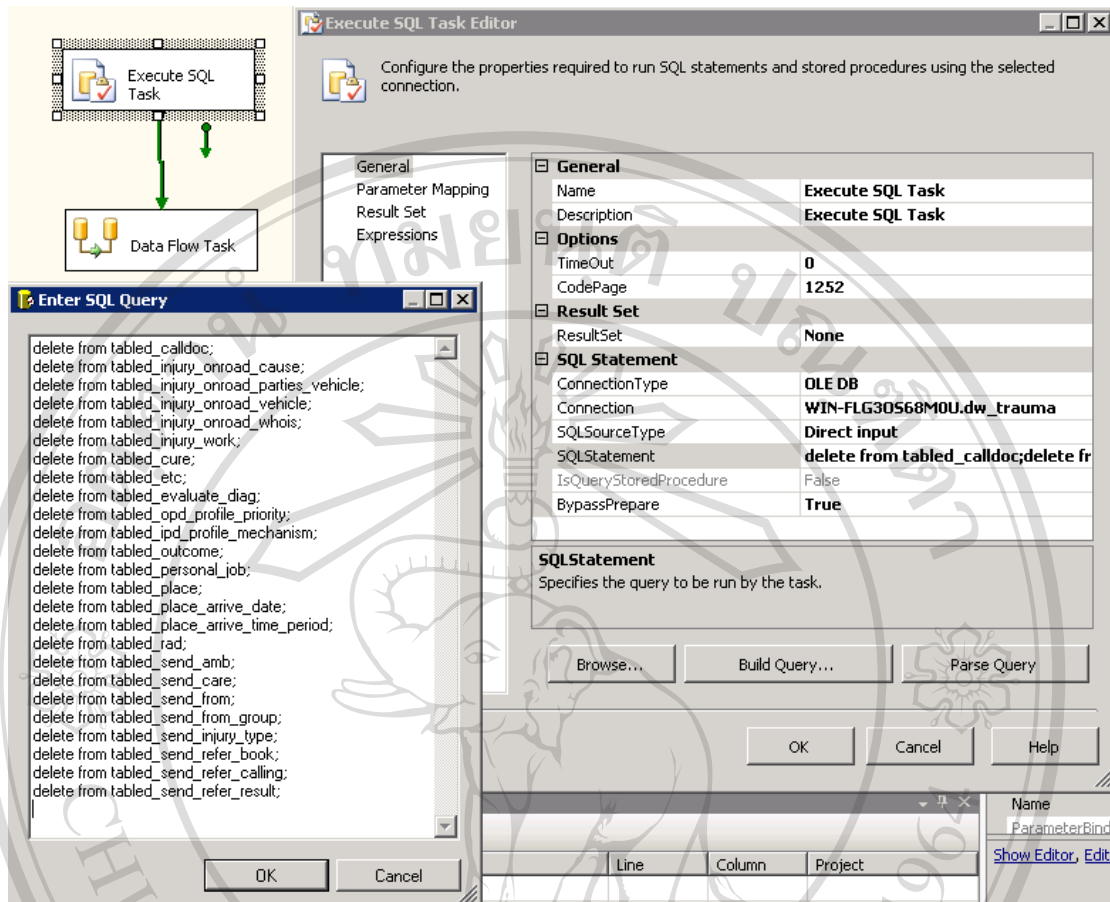 Execute SQL Task Editor
Configure the properties required to run SQL statements and stored procedures using the selected
connection.
Execute SQL
Task
Data Flow Task
General
Parameter Mapping
Result Set
Expressions
General
Name Execute SQL Task
Description Execute SQL Task
Options
TimeOut 0
CodePage 1252
Result Set
ResultSet None
SQL Statement
ConnectionType OLE DB
Connection WIN-FLG3OS68M0U.dw_trauma
SQLSourceType Direct input
SQLStatement delete from tabled_calldoc;delete fr
IsQueryStoredProcedure False
BypassPrepare True
SQLStatement
Specifies the query to be run by the task.
Browse...
Build Query...
Parse Query
OK
Cancel
Help
Enter SQL Query
delete from tabled_calldoc;
delete from tabled_injury_onroad_cause;
delete from tabled_injury_onroad_parties_vehicle;
delete from tabled_injury_onroad_vehicle;
delete from tabled_injury_onroad_whois;
delete from tabled_injury_work;
delete from tabled_cure;
delete from tabled_etc;
delete from tabled_evaluate_diag;
delete from tabled_opd_profile_priority;
delete from tabled_ipd_profile_mechanism;
delete from tabled_outcome;
delete from tabled_personal_job;
delete from tabled_place;
delete from tabled_place_arrive_date;
delete from tabled_place_arrive_time_period;
delete from tabled_rad;
delete from tabled_send_amb;
delete from tabled_send_care;
delete from tabled_send_from;
delete from tabled_send_from_group;
delete from tabled_send_injury_type;
delete from tabled_send_refer_book;
delete from tabled_send_refer_calling;
delete from tabled_send_refer_result;
OK
Cancel
Line
Column
Project
Name
ParameterBind
Show Editor, Edit
1964